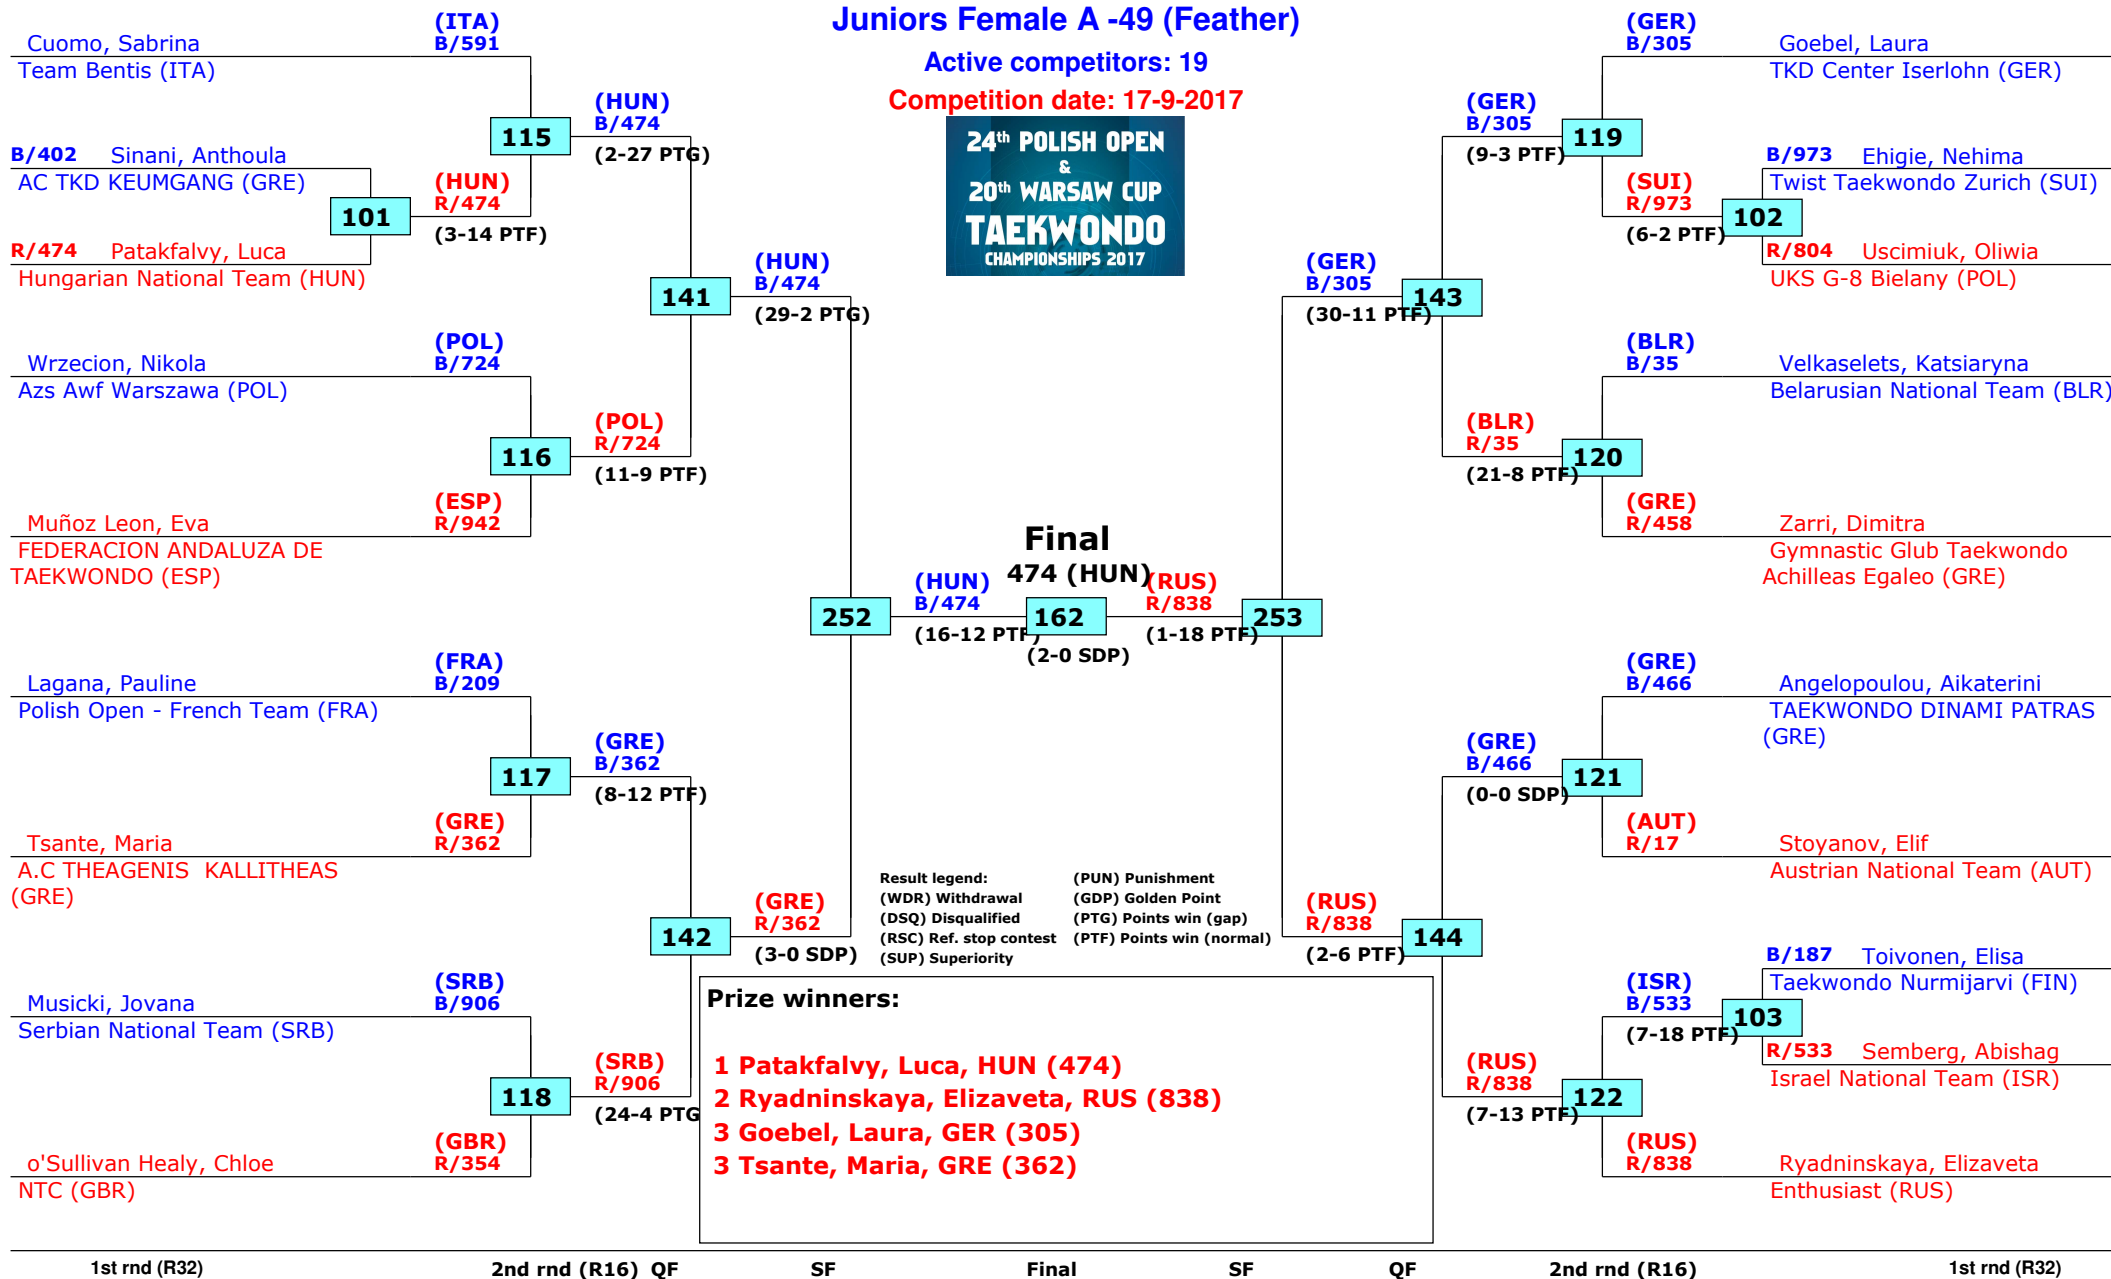 Juniors Female A -49 (Feather)
Active competitors: 19
Competition date: 17-9-2017
24th POLISH OPEN
&
20th WARSAW CUP
TAEKWONDO
CHAMPIONSHIPS 2017
Cuomo, Sabrina
Team Bentis (ITA)
(ITA)
B/591
B/402 Sinani, Anthoula
AC TKD KEUMGANG (GRE)
101
R/474 Patakfalvy, Luca
Hungarian National Team (HUN)
(HUN)
R/474
(3-14 PTF)
115
(HUN)
B/474
(2-27 PTG)
Wrzecion, Nikola
Azs Awf Warszawa (POL)
(POL)
B/724
116
Muñoz Leon, Eva
FEDERACION ANDALUZA DE
TAEKWONDO (ESP)
(ESP)
R/942
(POL)
R/724
(11-9 PTF)
141
(HUN)
B/474
(29-2 PTG)
Lagana, Pauline
Polish Open - French Team (FRA)
(FRA)
B/209
117
Tsante, Maria
A.C THEAGENIS  KALLITHEAS
(GRE)
(GRE)
R/362
(GRE)
B/362
(8-12 PTF)
Musicki, Jovana
Serbian National Team (SRB)
(SRB)
B/906
118
o'Sullivan Healy, Chloe
NTC (GBR)
(GBR)
R/354
(SRB)
R/906
(24-4 PTG
142
(GRE)
R/362
(3-0 SDP)
252
(HUN)
B/474
(16-12 PTF)
Final
474 (HUN)
162
(2-0 SDP)
(RUS)
R/838
(1-18 PTF)
253
(GER)
B/305
(30-11 PTF)
143
(GER)
B/305
(9-3 PTF)
119
(GER)
B/305
Goebel, Laura
TKD Center Iserlohn (GER)
(SUI)
R/973
(6-2 PTF)
102
B/973 Ehigie, Nehima
Twist Taekwondo Zurich (SUI)
R/804 Uscimiuk, Oliwia
UKS G-8 Bielany (POL)
(BLR)
R/35
(21-8 PTF)
120
(BLR)
B/35
Velkaselets, Katsiaryna
Belarusian National Team (BLR)
(GRE)
R/458
Zarri, Dimitra
Gymnastic Glub Taekwondo
Achilleas Egaleo (GRE)
(RUS)
R/838
(2-6 PTF)
144
(GRE)
B/466
(0-0 SDP)
121
(GRE)
B/466
Angelopoulou, Aikaterini
TAEKWONDO DINAMI PATRAS
(GRE)
(AUT)
R/17
Stoyanov, Elif
Austrian National Team (AUT)
(RUS)
R/838
(7-13 PTF)
122
(ISR)
B/533
(7-18 PTF)
103
B/187 Toivonen, Elisa
Taekwondo Nurmijarvi (FIN)
R/533 Semberg, Abishag
Israel National Team (ISR)
(RUS)
R/838
Ryadninskaya, Elizaveta
Enthusiast (RUS)
Result legend:
(WDR) Withdrawal
(DSQ) Disqualified
(RSC) Ref. stop contest
(SUP) Superiority
(PUN) Punishment
(GDP) Golden Point
(PTG) Points win (gap)
(PTF) Points win (normal)
Prize winners:
1 Patakfalvy, Luca, HUN (474)
2 Ryadninskaya, Elizaveta, RUS (838)
3 Goebel, Laura, GER (305)
3 Tsante, Maria, GRE (362)
1st rnd (R32) 2nd rnd (R16) QF SF Final SF QF 2nd rnd (R16) 1st rnd (R32)